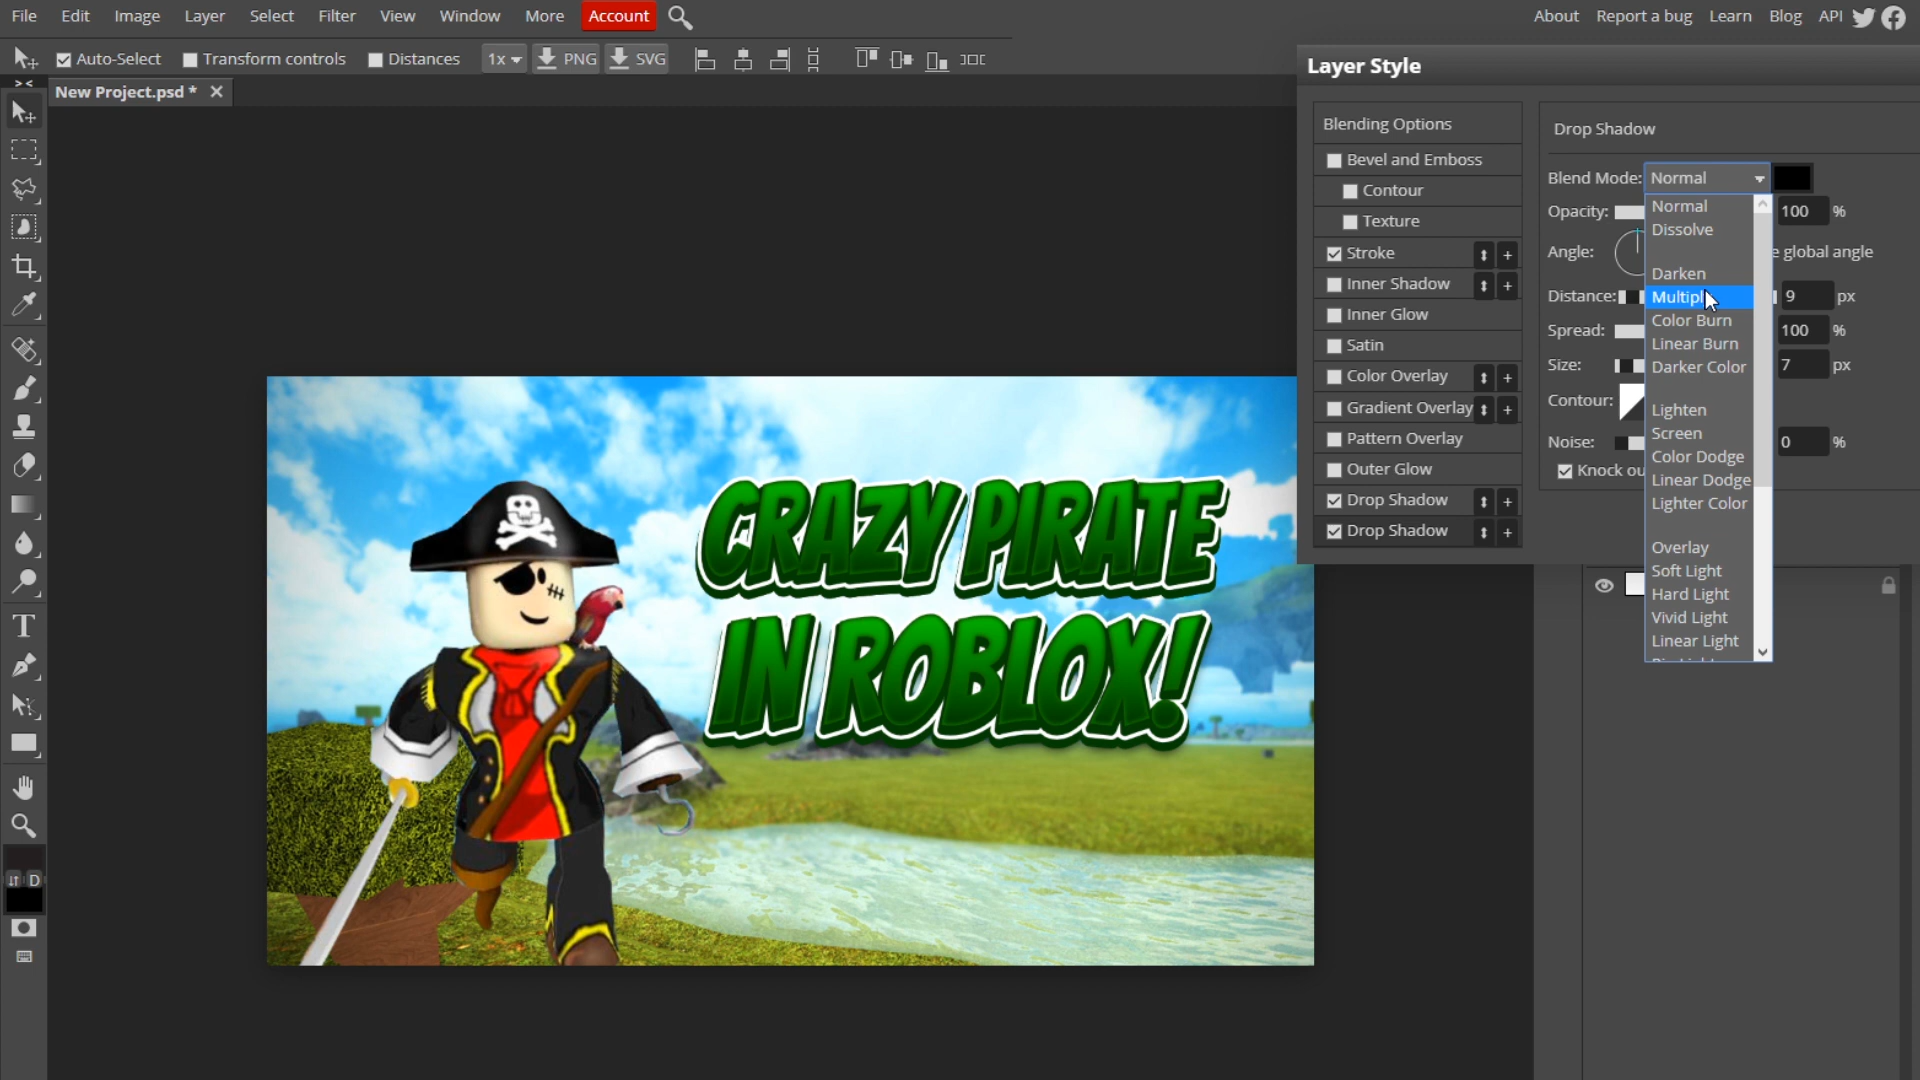 File Edit Image Layer Select Filter View Window More Account About Report a bug Learn Blog API
Auto-Select Transform controls Distances 1x PNG SVG
New Project.psd *
Layer Style
Blending Options
Bevel and Emboss
Contour
Texture
Stroke
Inner Shadow
Inner Glow
Satin
Color Overlay
Gradient Overlay
Pattern Overlay
Outer Glow
Drop Shadow
Drop Shadow
Drop Shadow
Blend Mode: Normal
Opacity: 100 %
Angle: e global angle
Distance: 9 px
Spread: 100 %
Size: 7 px
Contour:
Noise: 0 %
Knock ou
Normal
Dissolve
Darken
Multipl
Color Burn
Linear Burn
Darker Color
Lighten
Screen
Color Dodge
Linear Dodge
Lighter Color
Overlay
Soft Light
Hard Light
Vivid Light
Linear Light
CRAZY PIRATE
IN ROBLOX!
D